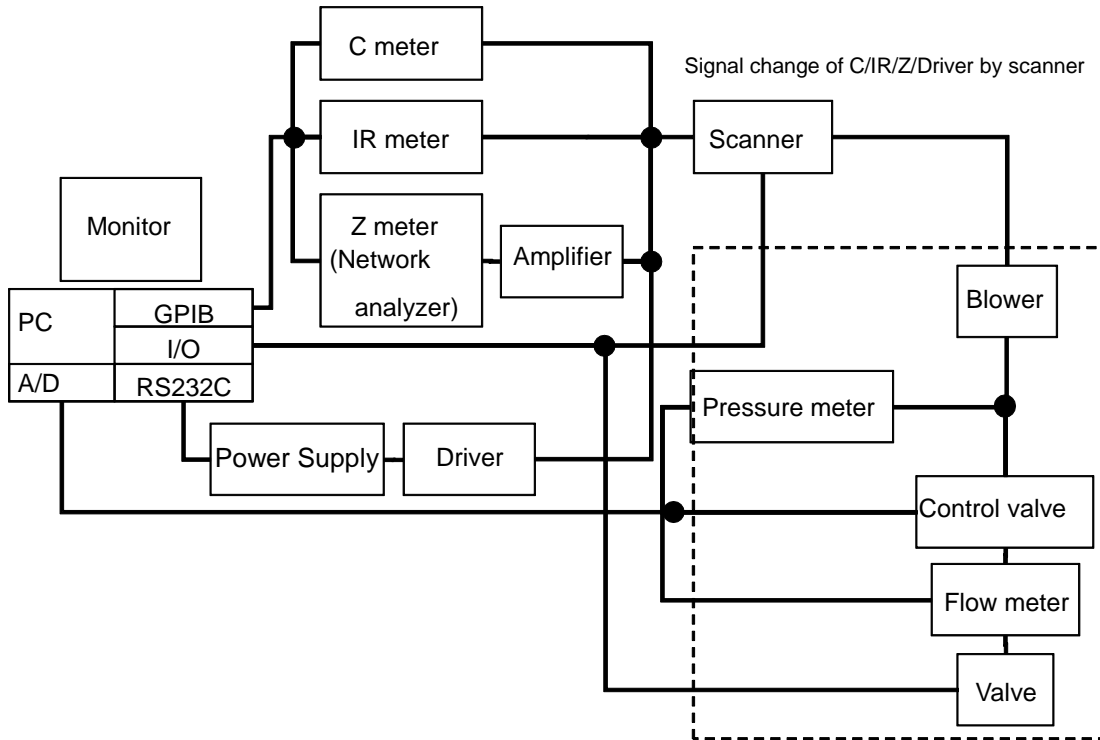 C meter
Signal change of C/IR/Z/Driver by scanner
IR meter
Scanner
Monitor
Z meter
(Network
analyzer)
Amplifier
Blower
PC
GPIB
I/O
A/D
RS232C
Pressure meter
Power Supply
Driver
Control valve
Flow meter
Valve